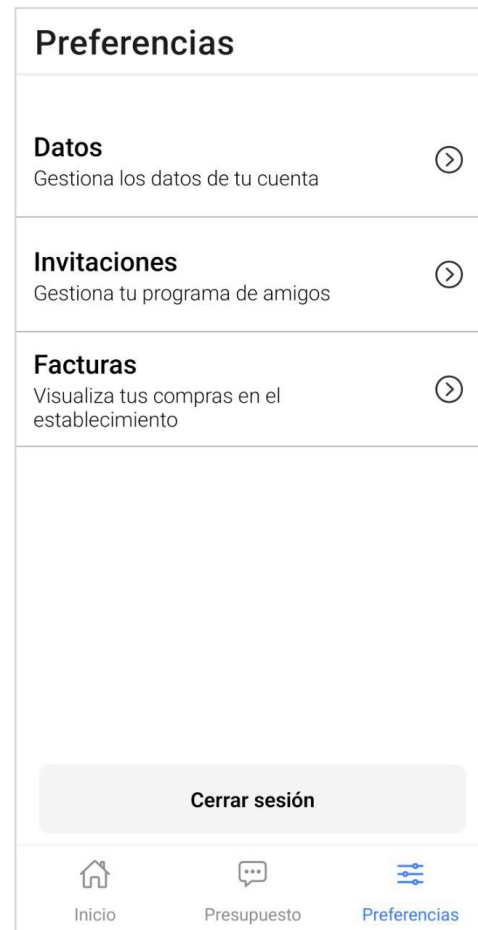 Preferencias
Datos
Gestiona los datos de tu cuenta
Invitaciones
Gestiona tu programa de amigos
Facturas
Visualiza tus compras en el
establecimiento
Cerrar sesión
Inicio
Presupuesto
Preferencias